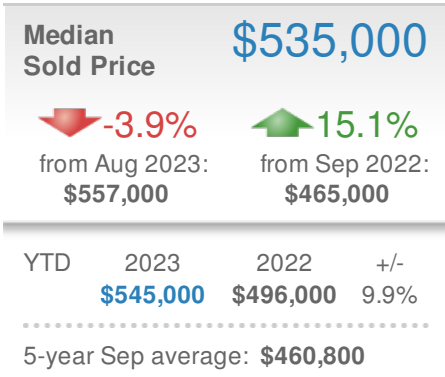 Median $535,000
Sold Price
-3.9% 15.1%
from Aug 2023: from Sep 2022:
$557,000 $465,000
YTD 2023 2022 +/-
$545,000 $496,000 9.9%
5-year Sep average: $460,800